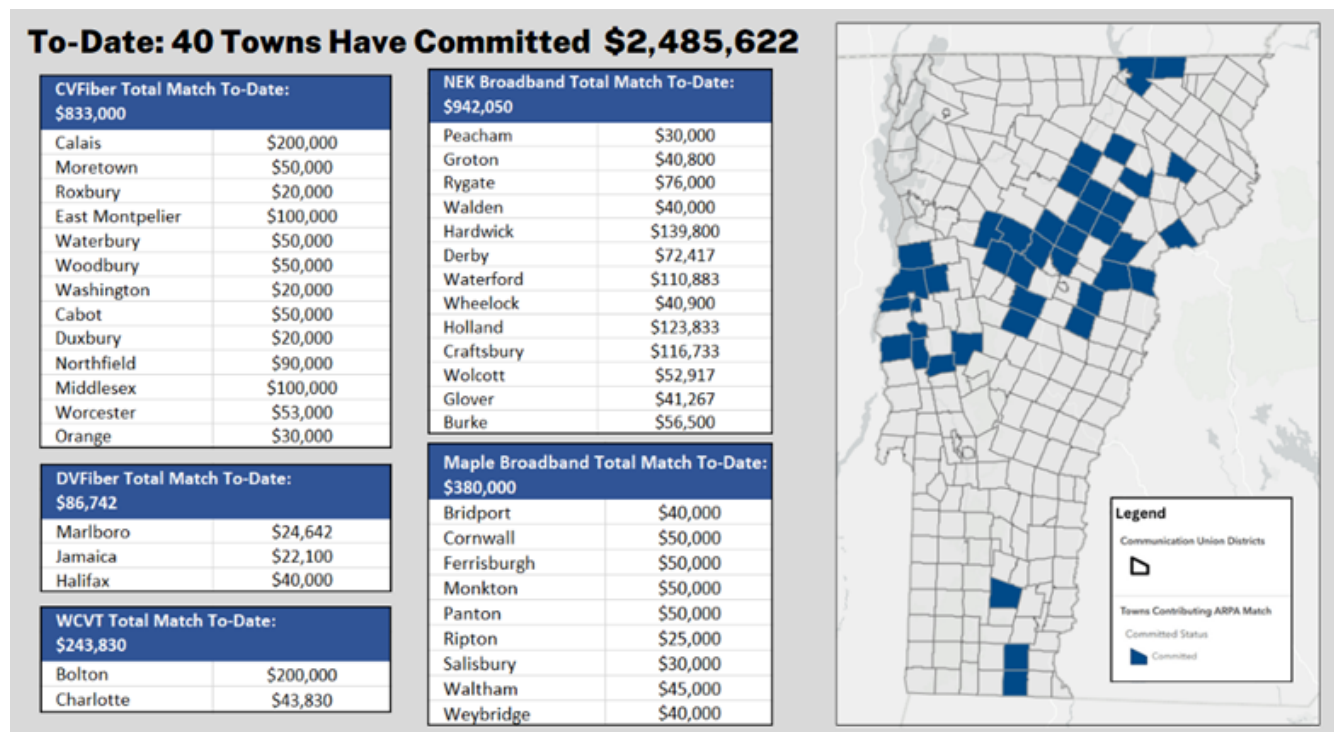 To-Date: 40 Towns Have Committed $2,485,622
CVFiber Total Match To-Date:
$833,000
Calais $200,000
Moretown $50,000
Roxbury $20,000
East Montpelier $100,000
Waterbury $50,000
Woodbury $50,000
Washington $20,000
Cabot $50,000
Duxbury $20,000
Northfield $90,000
Middlesex $100,000
Worcester $53,000
Orange $30,000
DVFiber Total Match To-Date:
$86,742
Marlboro $24,642
Jamaica $22,100
Halifax $40,000
WCVT Total Match To-Date:
$243,830
Bolton $200,000
Charlotte $43,830
NEK Broadband Total Match To-Date:
$942,050
Peacham $30,000
Groton $40,800
Rygate $76,000
Walden $40,000
Hardwick $139,800
Derby $72,417
Waterford $110,883
Wheelock $40,900
Holland $123,833
Craftsbury $116,733
Wolcott $52,917
Glover $41,267
Burke $56,500
Maple Broadband Total Match To-Date:
$380,000
Bridport $40,000
Cornwall $50,000
Ferrisburgh $50,000
Monkton $50,000
Panton $50,000
Ripton $25,000
Salisbury $30,000
Waltham $45,000
Weybridge $40,000
Legend
Communication Union Districts
Towns Contributing ARPA Match
Committed Status
Committed